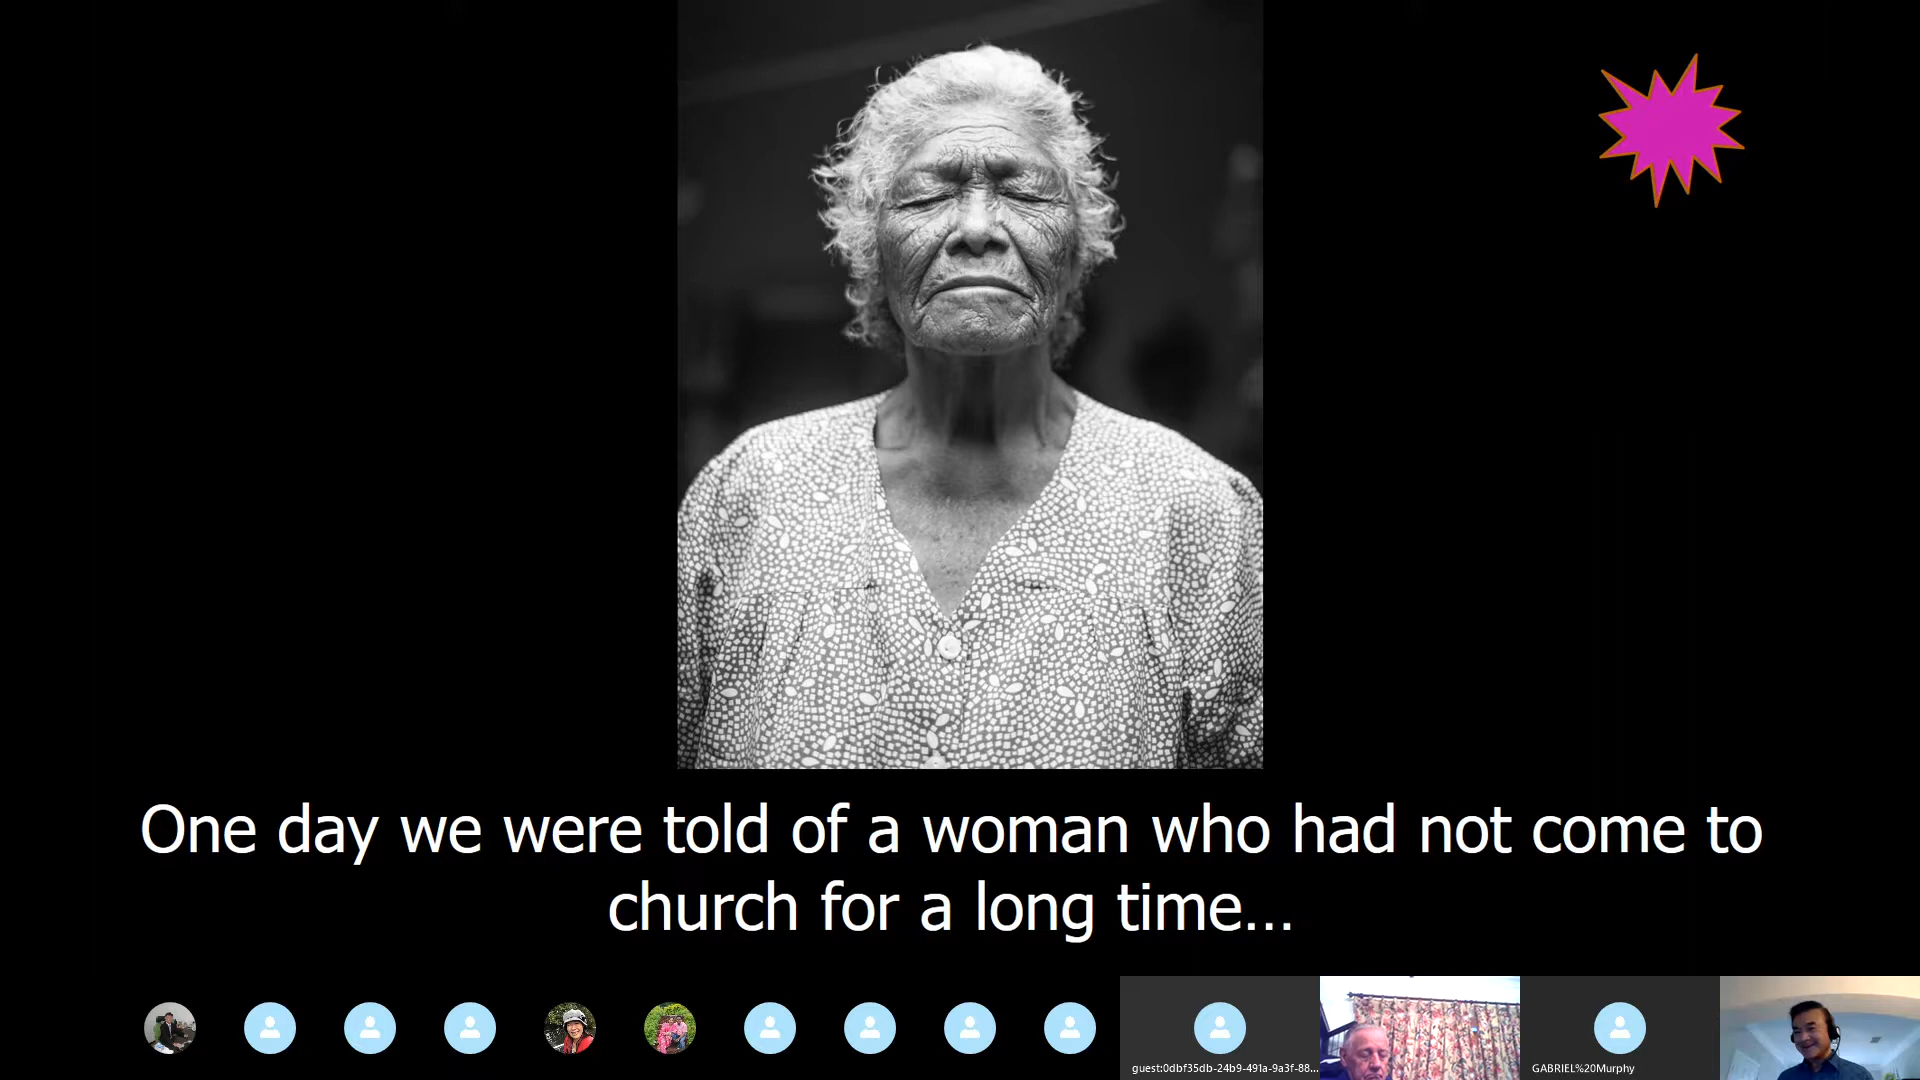 One day we were told of a woman who had not come to
church for a long time...
guest:0dbf35db-24b9-491a-9a3f-88...
GABRIEL%20Murphy